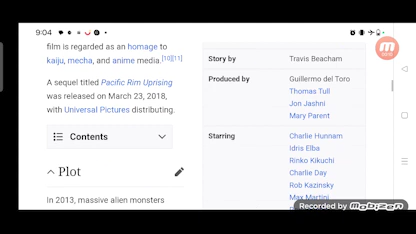 9:04
film is regarded as an homage to
kaiju, mecha, and anime media.[10][11]
A sequel titled Pacific Rim Uprising
was released on March 23, 2018,
with Universal Pictures distributing.
Contents
Plot
In 2013, massive alien monsters
Story by Travis Beacham
Produced by Guillermo del Toro
Thomas Tull
Jon Jashni
Mary Parent
Starring Charlie Hunnam
Idris Elba
Rinko Kikuchi
Charlie Day
Rob Kazinsky
Max Martini
Recorded by Mobizen